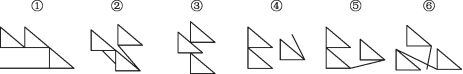 ① ② ③ ④ ⑤ ⑥